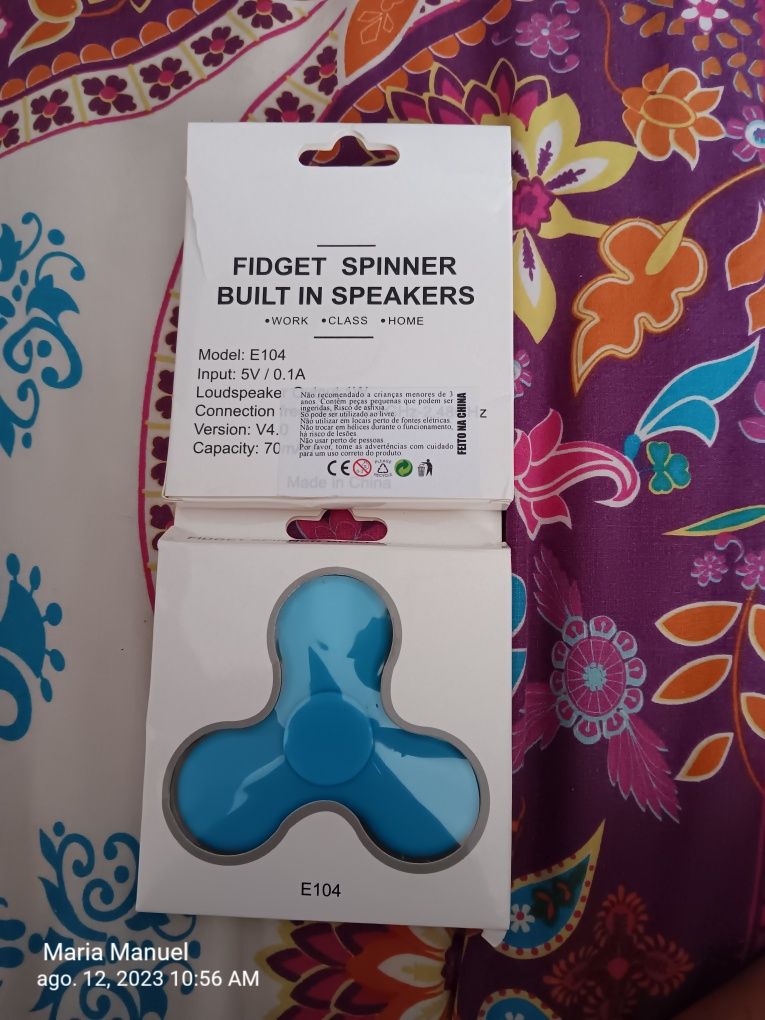 FIDGET SPINNER
BUILT IN SPEAKERS
•WORK •CLASS •HOME
Model: E104
Input: 5V / 0.1A
Loudspeaker
Connection
Version: V4.0
Capacity: 70
Não recomendado a crianças menores de 3
anos. Contém peças pequenas que podem ser
ingeridas. Risco de asfixia
Só pode ser utilizado ao livre.
Não utilizar em locais perto de fontes elétricas
Não trocar em hélices durante o funcionamento,
há risco de lesões
Não usar perto de pessoas
Por favor, tome as advertências com cuidado
para um uso correto do produto
FEITO NA CHINA
CE
Made in China
E104
Maria Manuel
ago. 12, 2023 10:56 AM